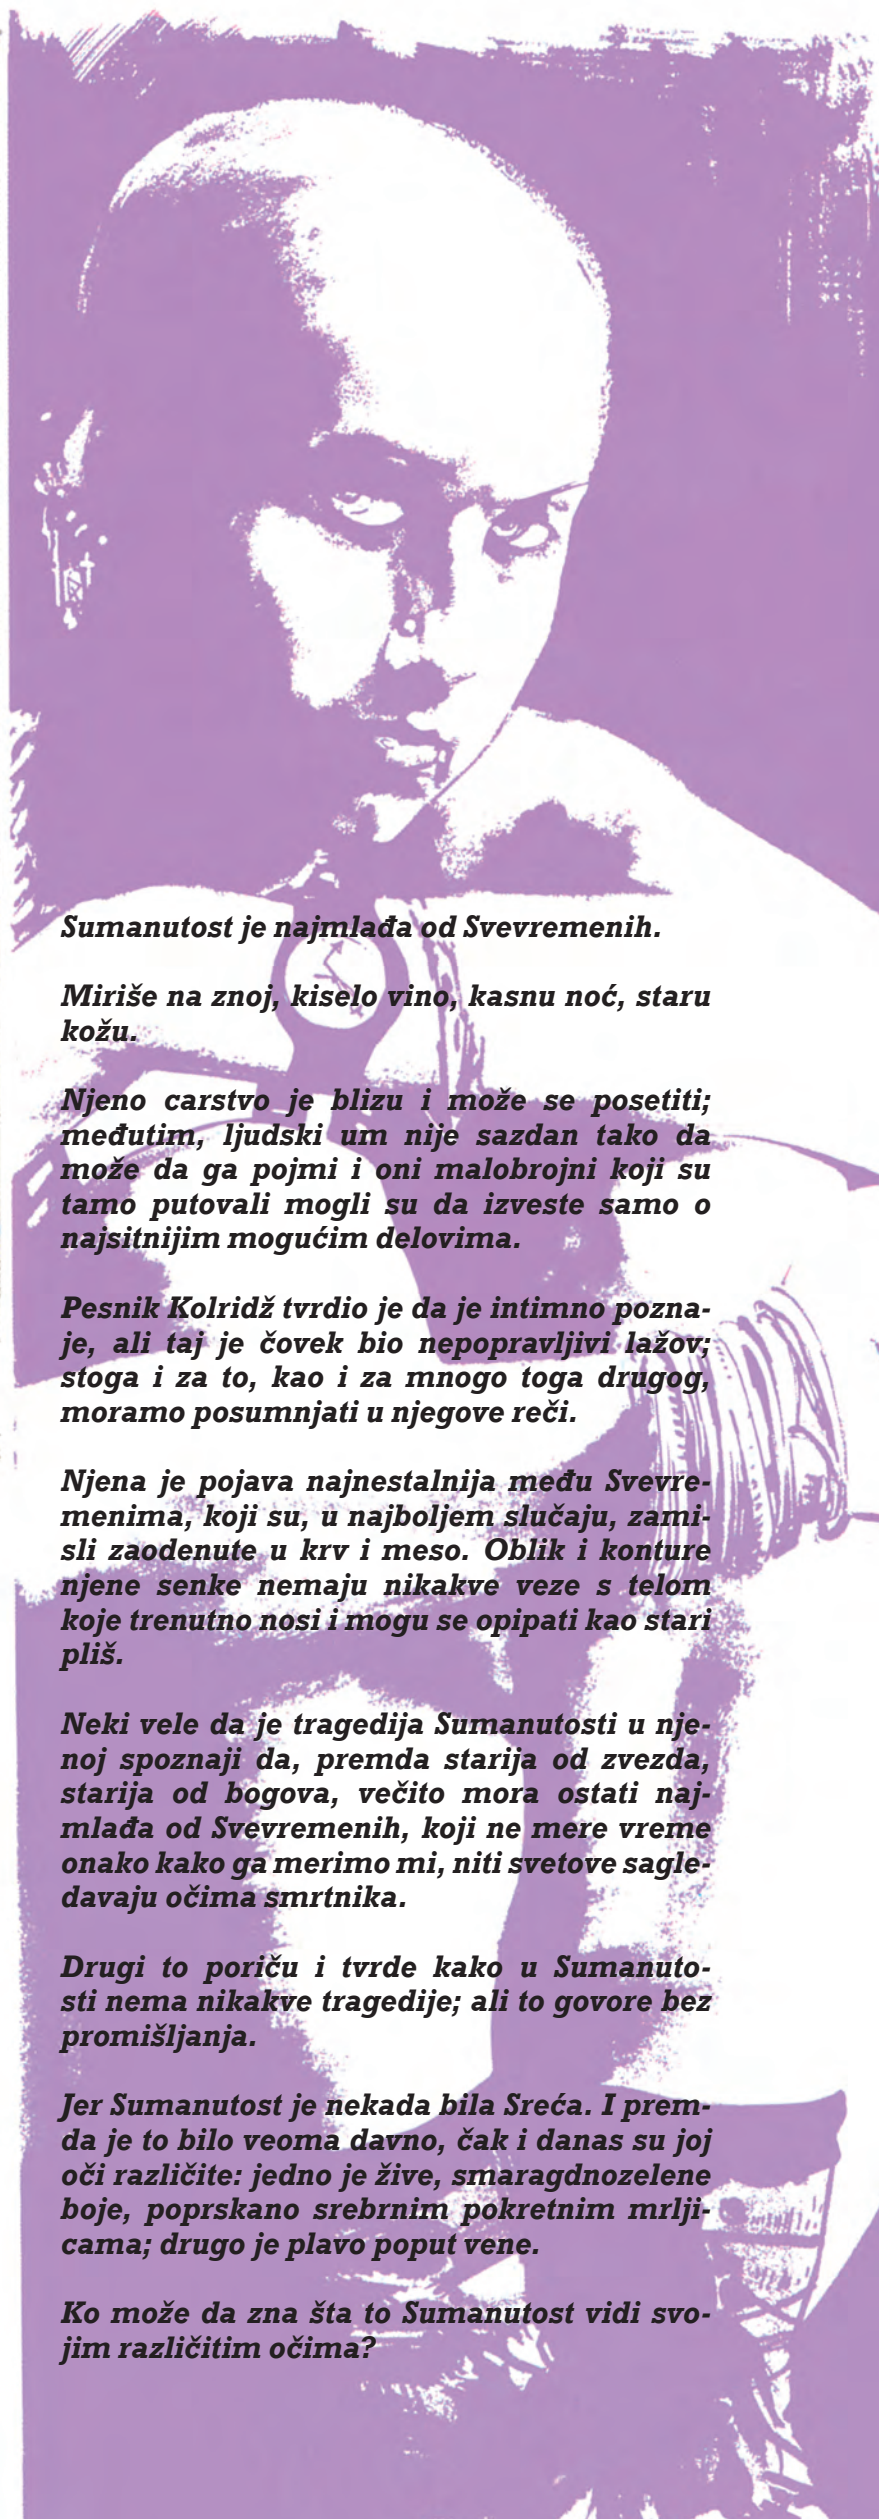 Sumanutost je najmlađa od Svevremenih.
Miriše na znoj, kiselo vino, kasnu noć, staru
kožu.
Njeno carstvo je blizu i može se posetiti;
međutim, ljudski um nije sazdan tako da
može da ga pojmi i oni malobrojni koji su
tamo putovali mogli su da izveste samo o
najsitnijim mogućim delovima.
Pesnik Kolridž tvrdio je da je intimno pozna-
je, ali taj je čovek bio nepopravljivi lažov;
stoga i za to, kao i za mnogo toga drugog,
moramo posumnjati u njegove reči.
Njena je pojava najnestalnija među Svevre-
menima, koji su, u najboljem slučaju, zami-
sli zaodenute u krv i meso. Oblik i konture
njene senke nemaju nikakve veze s telom
koje trenutno nosi i mogu se opipati kao stari
pliš.
Neki vele da je tragedija Sumanutosti u nje-
noj spoznaji da, premda starija od zvezda,
starija od bogova, večito mora ostati naj-
mlađa od Svevremenih, koji ne mere vreme
onako kako ga merimo mi, niti svetove sagle-
davaju očima smrtnika.
Drugi to poriču i tvrde kako u Sumanuto-
sti nema nikakve tragedije; ali to govore bez
promišljanja.
Jer Sumanutost je nekada bila Sreća. I prem-
da je to bilo veoma davno, čak i danas su joj
oči različite: jedno je žive, smaragdnozelene
boje, poprskano srebrnim pokretnim mrlji-
cama; drugo je plavo poput vene.
Ko može da zna šta to Sumanutost vidi svo-
jim različitim očima?